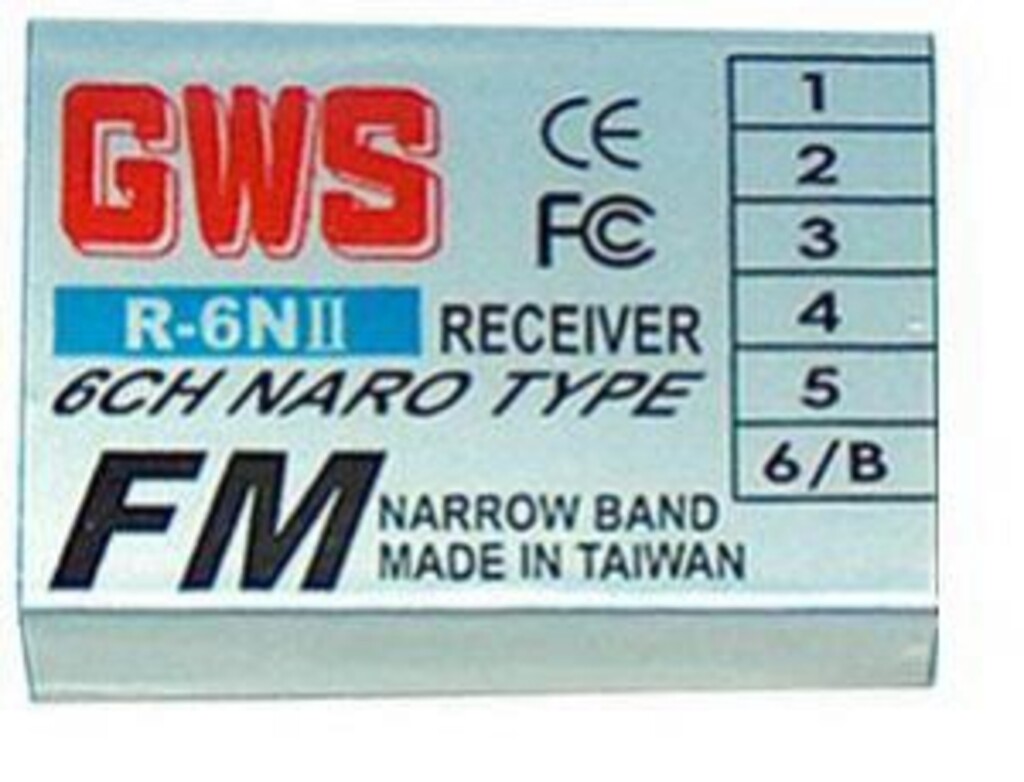 GWS
CE
FC
R-6NII RECEIVER
6CH NARO TYPE
FM
NARROW BAND
MADE IN TAIWAN
1
2
3
4
5
6/B